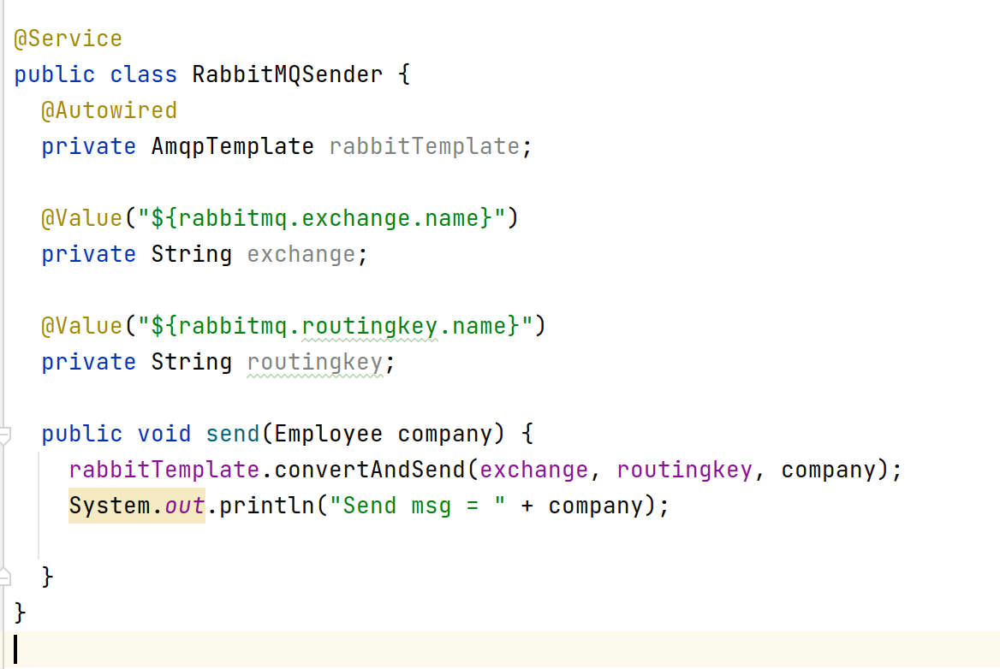 @Service
public class RabbitMQSender {
  @Autowired
  private AmqpTemplate rabbitTemplate;

  @Value("${rabbitmq.exchange.name}")
  private String exchange;

  @Value("${rabbitmq.routingkey.name}")
  private String routingkey;

  public void send(Employee company) {
    rabbitTemplate.convertAndSend(exchange, routingkey, company);
    System.out.println("Send msg = " + company);

  }
}